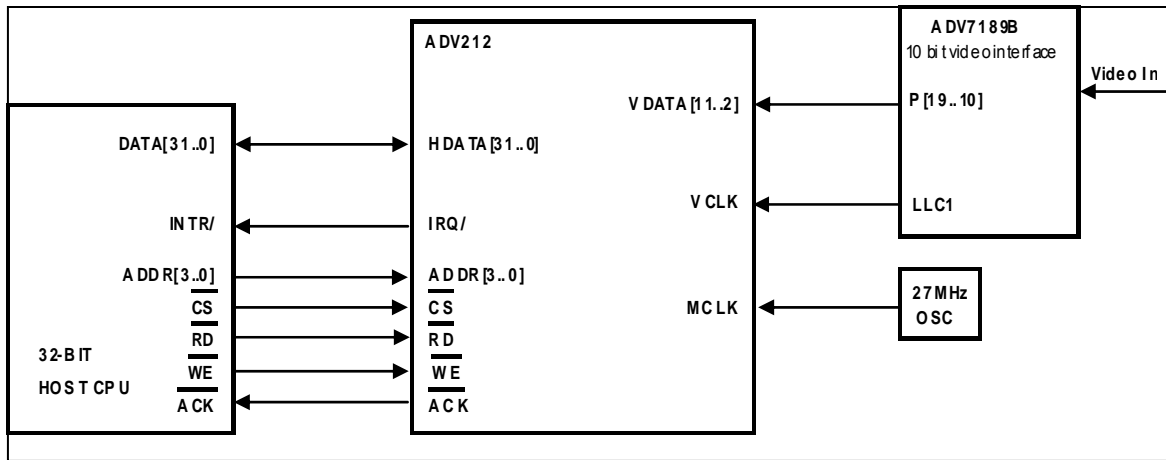 32-BIT
HOST CPU
DATA[31..0]
INTR/
ADDR[3..0]
CS
RD
WE
ACK
ADV212
HDATA[31..0]
IRQ/
ADDR[3..0]
CS
RD
WE
ACK
VDATA[11..2]
VCLK
MCLK
ADV7189B
10 bit video interface
P[19..10]
LLC1
27MHz
OSC
Video In